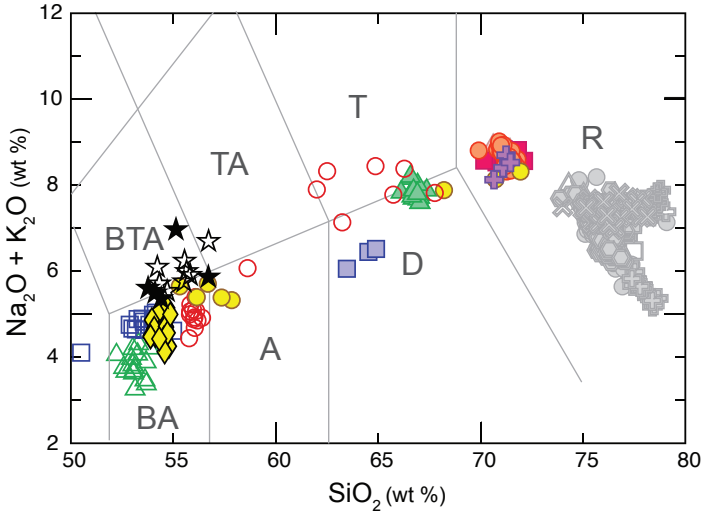 12
10
8
6
4
2
Na₂O + K₂O (wt %)
T
R
TA
BTA
D
A
BA
50 55 60 65 70 75 80
SiO₂ (wt %)